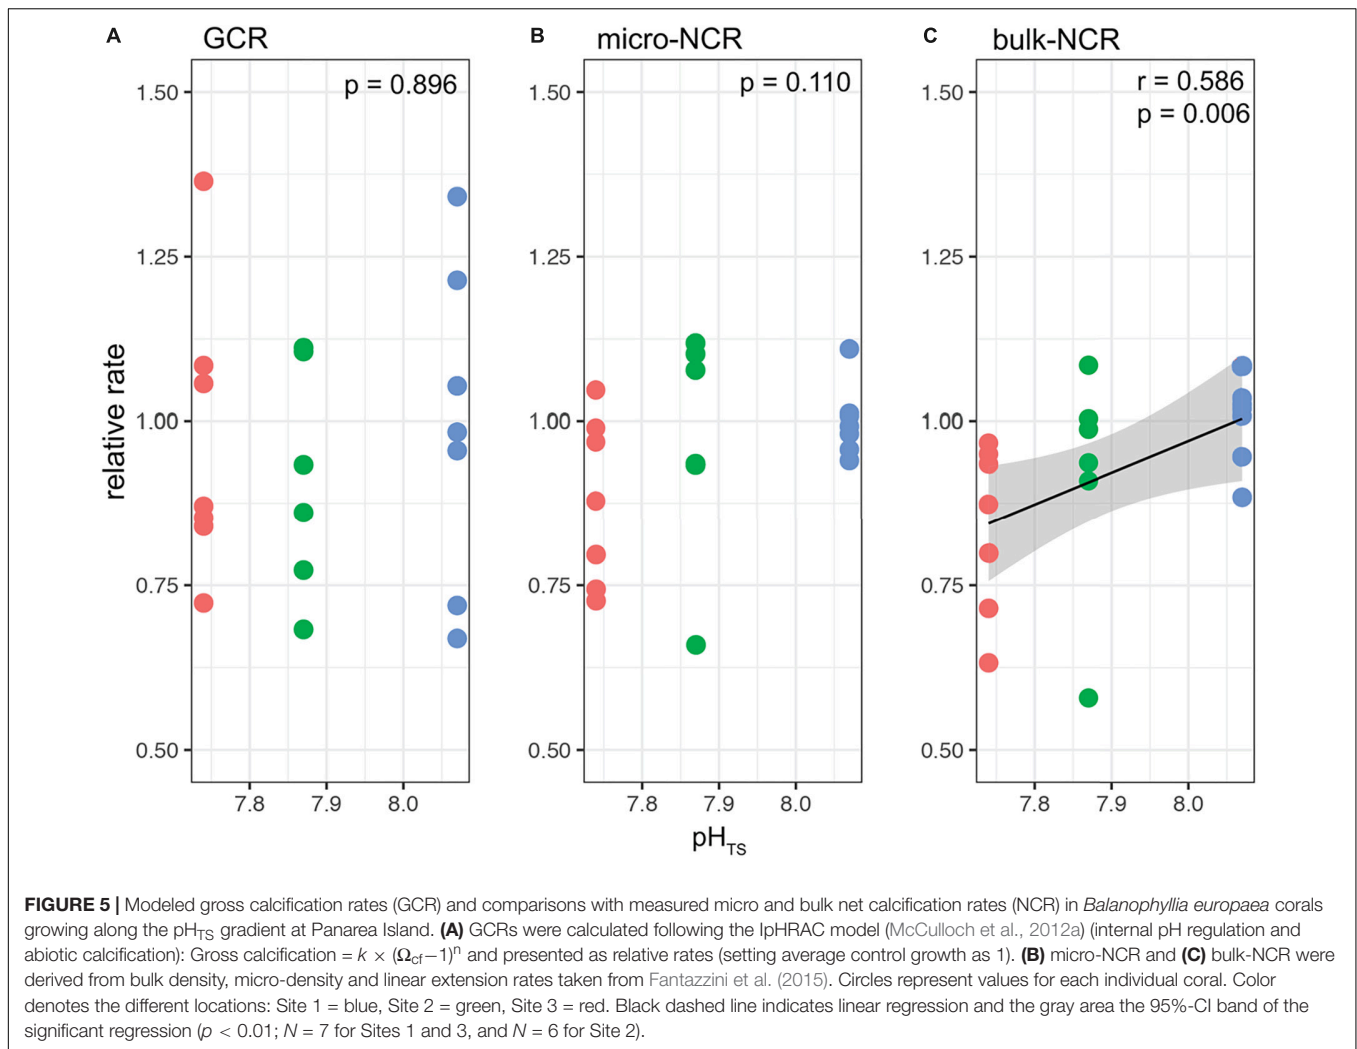 A GCR
B micro-NCR
C bulk-NCR
p = 0.896
p = 0.110
r = 0.586
p = 0.006
1.50
1.25
1.00
0.75
0.50
1.50
1.25
1.00
0.75
0.50
1.50
1.25
1.00
0.75
0.50
relative rate
7.8 7.9 8.0
7.8 7.9 8.0
7.8 7.9 8.0
pHTS
FIGURE 5 | Modeled gross calcification rates (GCR) and comparisons with measured micro and bulk net calcification rates (NCR) in Balanophyllia europaea corals
growing along the pHTS gradient at Panarea Island. (A) GCRs were calculated following the IpHRAC model (McCulloch et al., 2012a) (internal pH regulation and
abiotic calcification): Gross calcification = k × (Ωcf−1)n and presented as relative rates (setting average control growth as 1). (B) micro-NCR and (C) bulk-NCR were
derived from bulk density, micro-density and linear extension rates taken from Fantazzini et al. (2015). Circles represent values for each individual coral. Color
denotes the different locations: Site 1 = blue, Site 2 = green, Site 3 = red. Black dashed line indicates linear regression and the gray area the 95%-CI band of the
significant regression (p < 0.01; N = 7 for Sites 1 and 3, and N = 6 for Site 2).